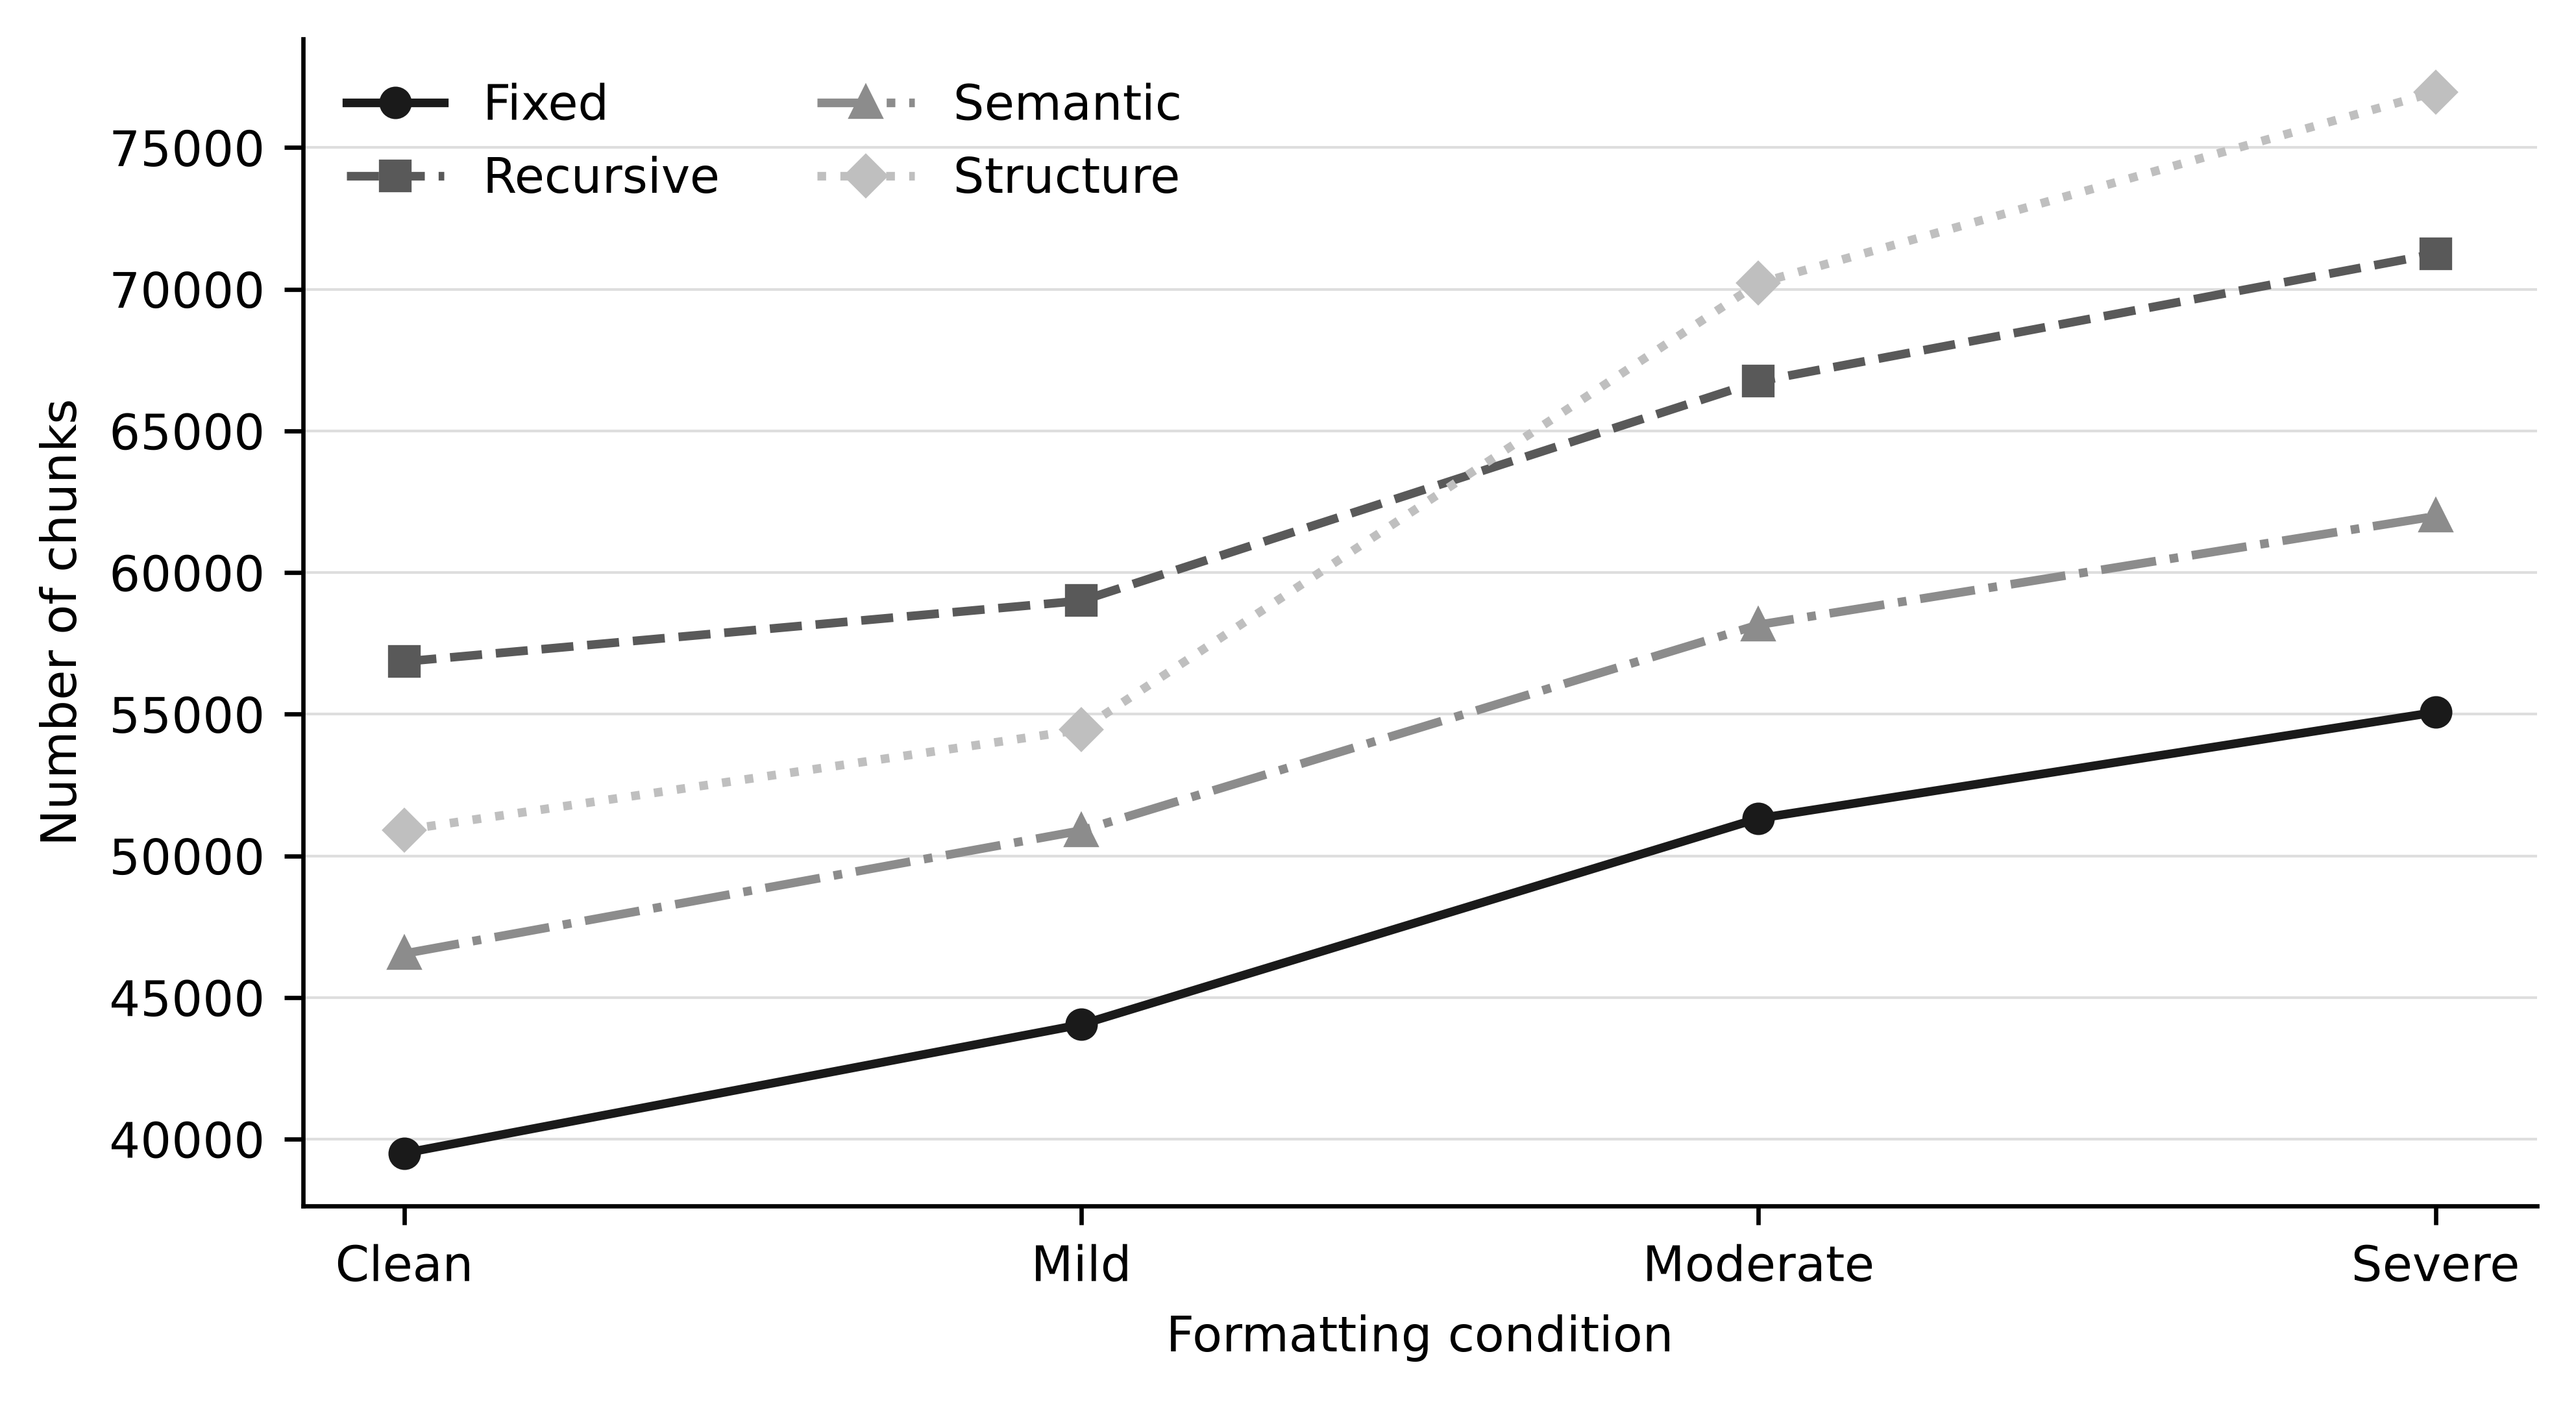 Fixed
Recursive
Semantic
Structure
75000
70000
65000
60000
55000
50000
45000
40000
Number of chunks
Clean
Mild
Moderate
Severe
Formatting condition